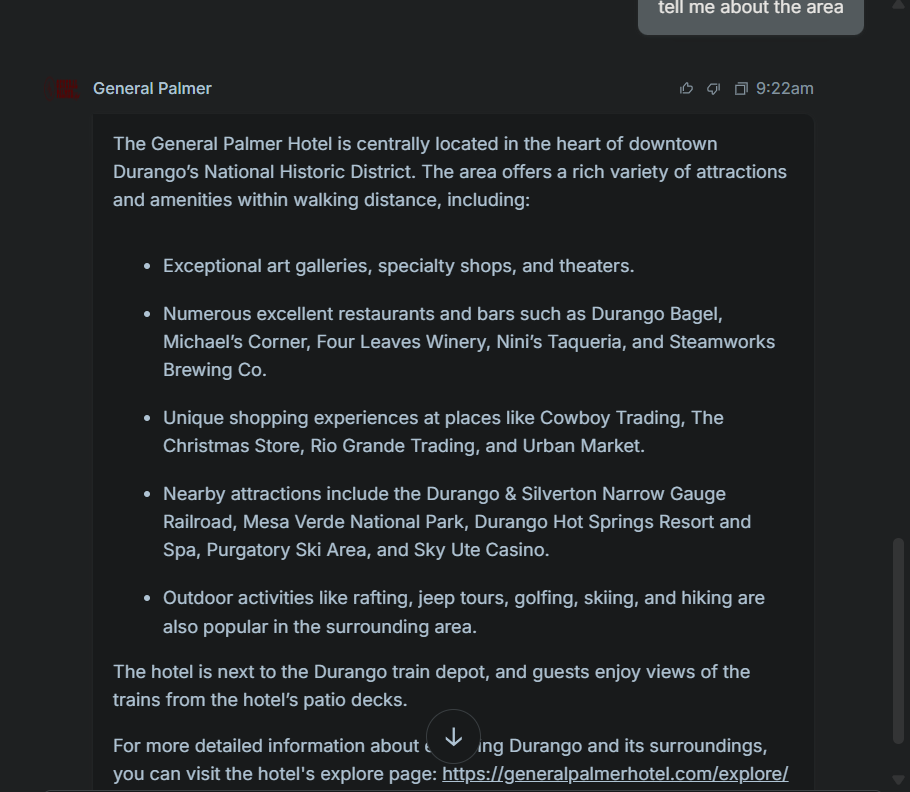 tell me about the area
General Palmer
9:22am
The General Palmer Hotel is centrally located in the heart of downtown
Durango’s National Historic District. The area offers a rich variety of attractions
and amenities within walking distance, including:
• Exceptional art galleries, specialty shops, and theaters.
• Numerous excellent restaurants and bars such as Durango Bagel,
Michael’s Corner, Four Leaves Winery, Nini’s Taqueria, and Steamworks
Brewing Co.
• Unique shopping experiences at places like Cowboy Trading, The
Christmas Store, Rio Grande Trading, and Urban Market.
• Nearby attractions include the Durango & Silverton Narrow Gauge
Railroad, Mesa Verde National Park, Durango Hot Springs Resort and
Spa, Purgatory Ski Area, and Sky Ute Casino.
• Outdoor activities like rafting, jeep tours, golfing, skiing, and hiking are
also popular in the surrounding area.
The hotel is next to the Durango train depot, and guests enjoy views of the
trains from the hotel’s patio decks.
For more detailed information about Durango and its surroundings,
you can visit the hotel's explore page: https://generalpalmerhotel.com/explore/